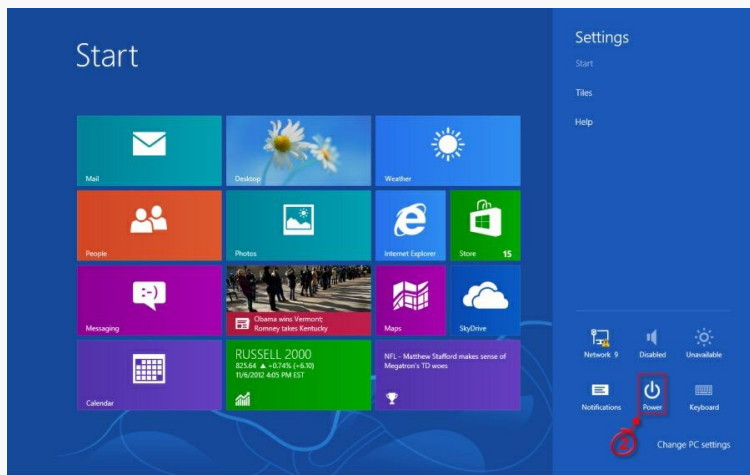 Start
Mail
Desktop
Weather
People
Photos
Internet Explorer
Store 15
Messaging
Obama wins Vermont;
Romney takes Kentucky
Maps
SkyDrive
Calendar
RUSSELL 2000
825.64 ▲ +0.74% (+6.10)
11/6/2012 4:05 PM EST
NFL - Matthew Stafford makes sense of
Megatron's TD woes
Settings
Start
Tiles
Help
Network 9
Disabled
Unavailable
Notifications
Power
Keyboard
2
Change PC settings